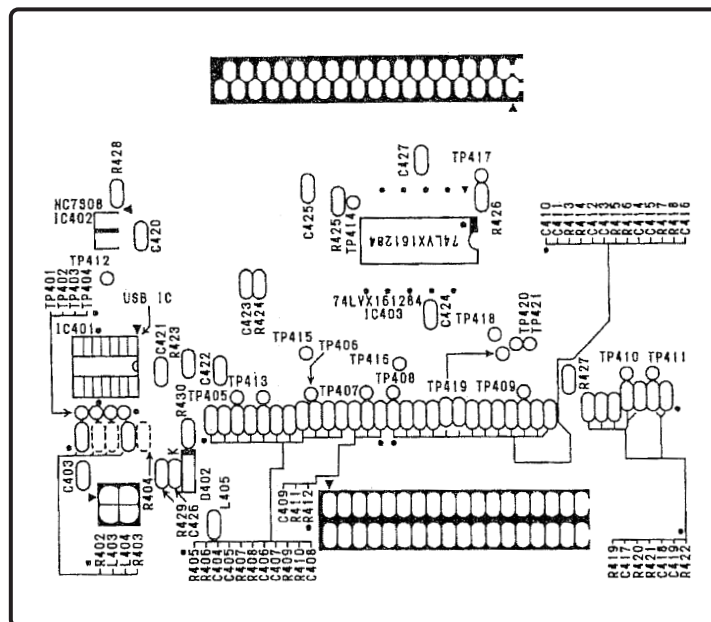 R428
C427
TP417
NC7S08
IC402
C420
C425
R425
TP414
74LVX161284
R426
C410
C411
R413
R414
C412
C413
R415
R416
C414
C415
R417
R418
C416
TP412
TP401
TP402
TP403
TP404
USB IC
C423
R424
74LVX161284
IC403
C424
TP420
TP421
TP418
IC401
C421
R423
C422
TP415
TP406
TP416
R427
TP410
TP411
R430
TP405
TP413
TP407
TP408
TP419
TP409
C403
R404
K
D402
L405
R429
C426
C409
R411
R412
R402
L403
L404
R403
R405
R406
C404
C405
R407
R408
C406
C407
R409
R410
C408
R419
C417
R420
R421
C418
C419
R422